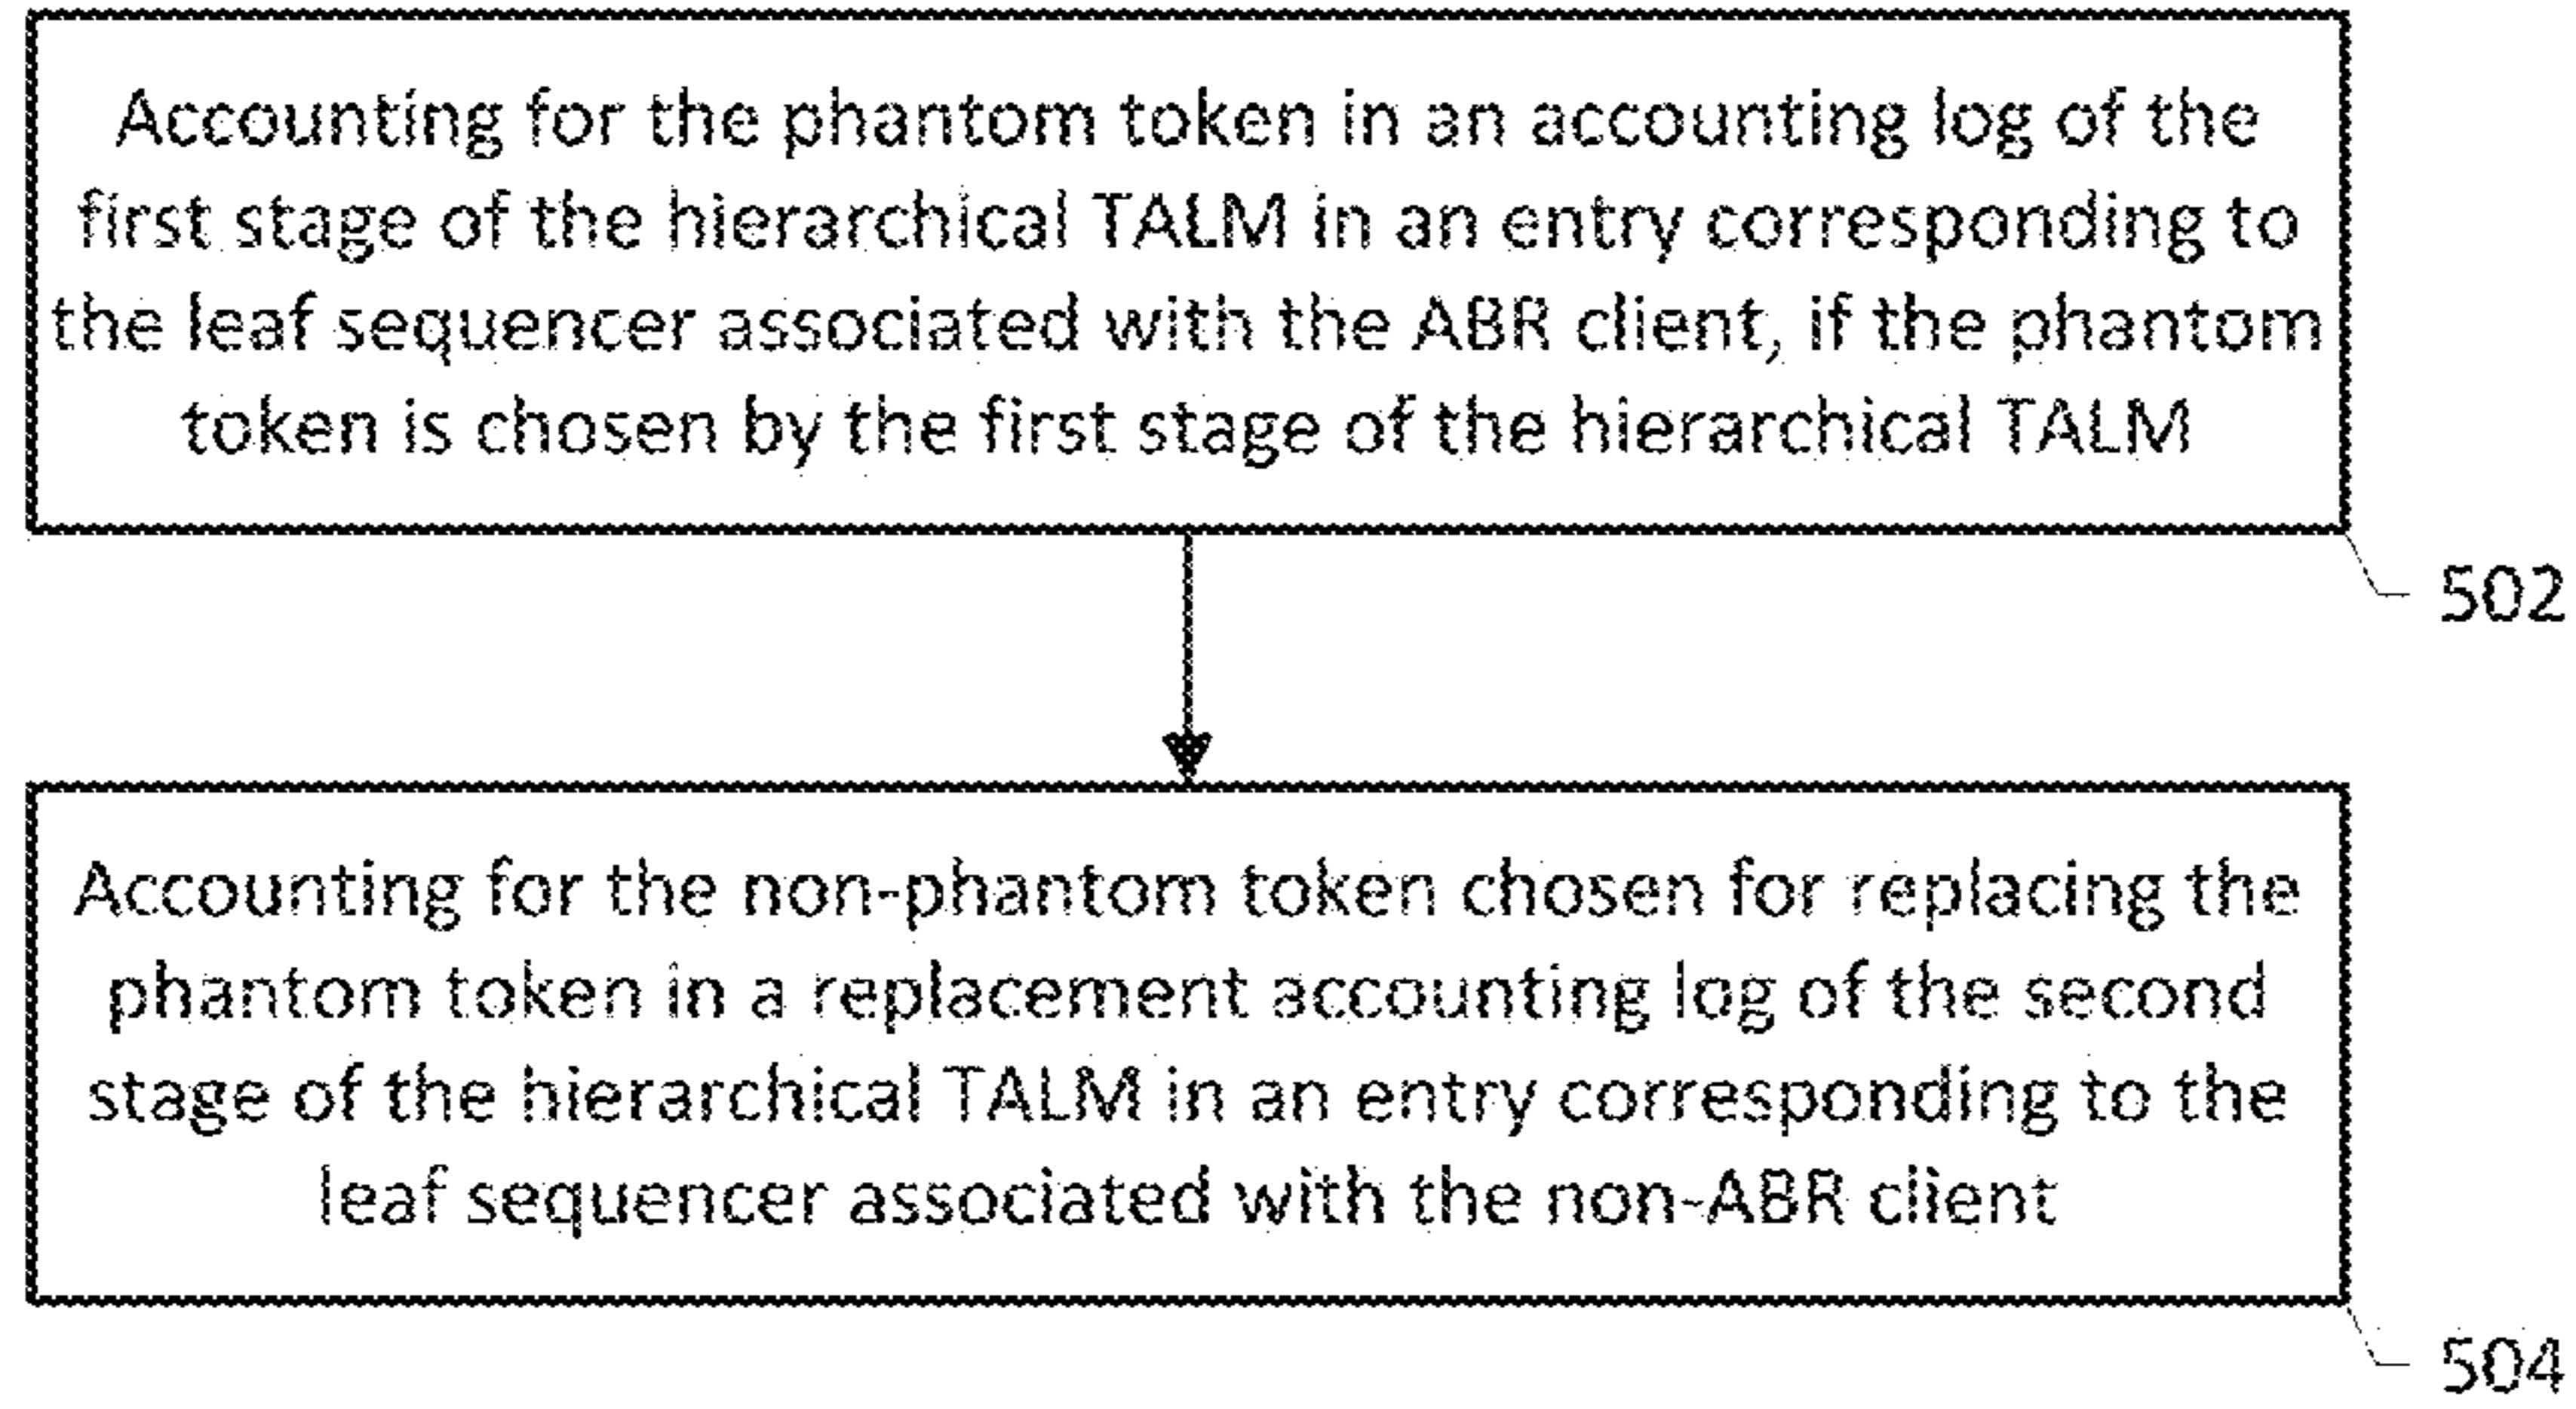 Accounting for the phantom token in an accounting log of the
first stage of the hierarchical TALM in an entry corresponding to
the leaf sequencer associated with the ABR client, if the phantom
token is chosen by the first stage of the hierarchical TALM
502
Accounting for the non-phantom token chosen for replacing the
phantom token in a replacement accounting log of the second
stage of the hierarchical TALM in an entry corresponding to the
leaf sequencer associated with the non-ABR client
504